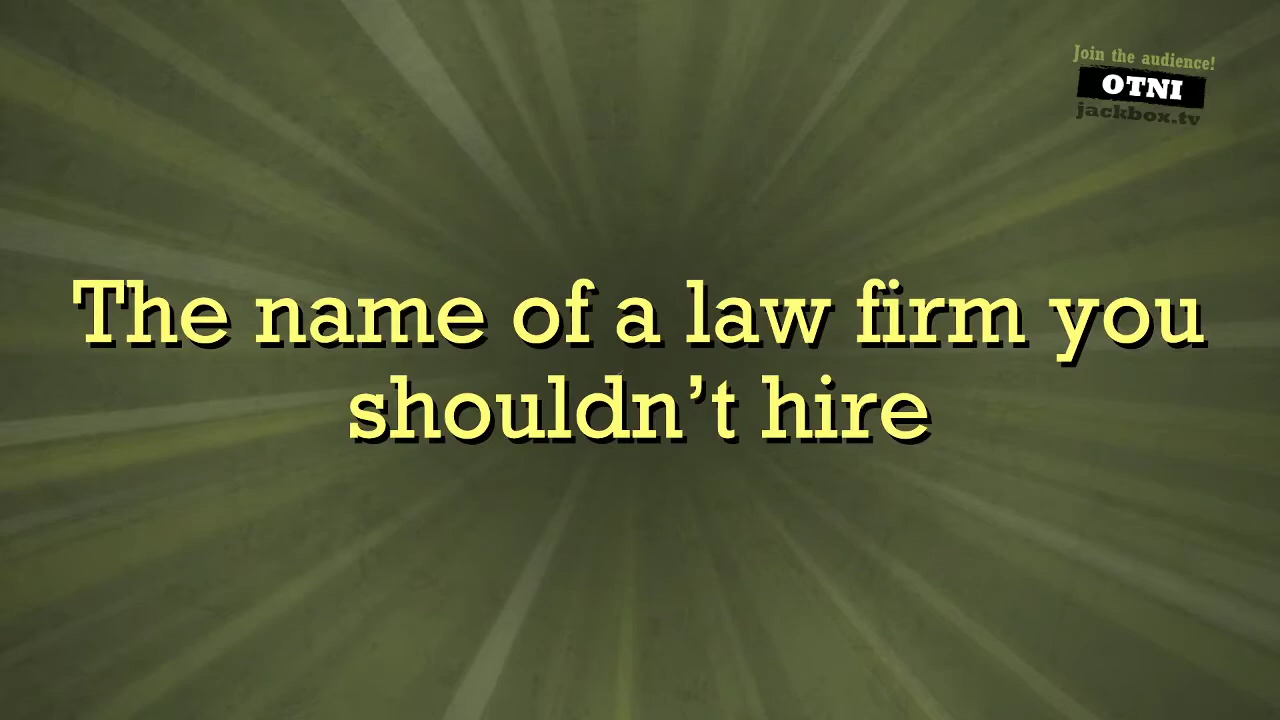 Join the audience!
OTNI
jackbox.tv
The name of a law firm you
shouldn’t hire